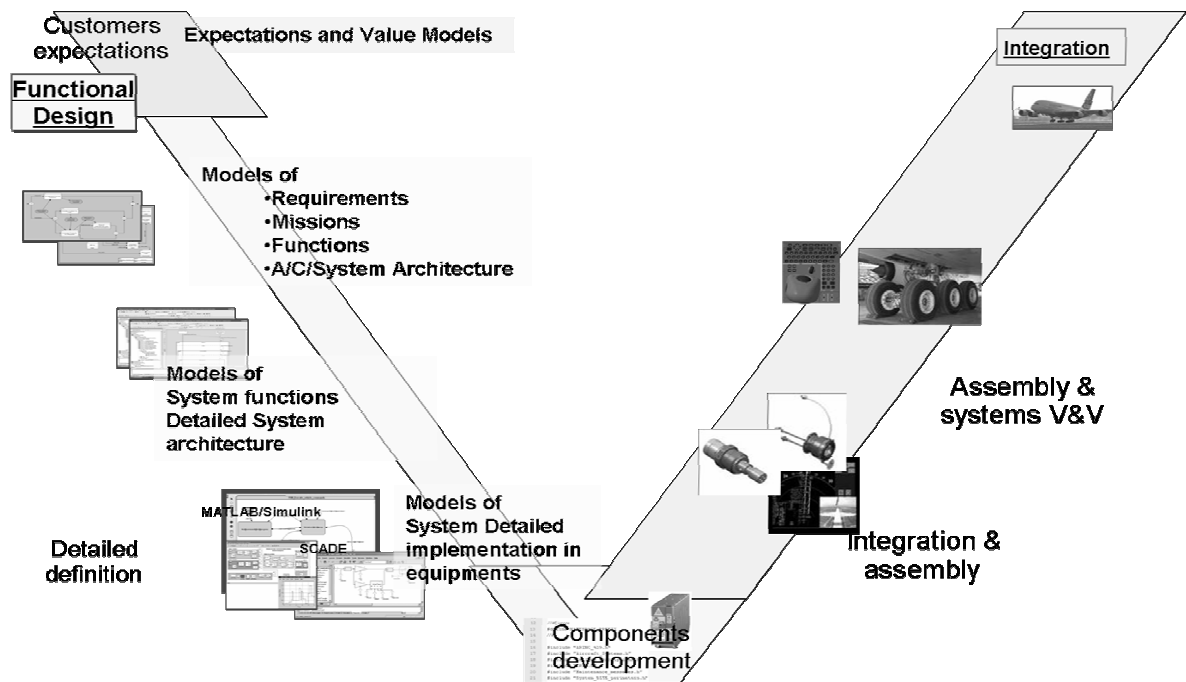 Customers
expectations
Expectations and Value Models
Functional
Design
Models of
•Requirements
•Missions
•Functions
•A/C/System Architecture
Models of
System functions
Detailed System
architecture
MATLAB/Simulink
SCADE
Models of
System Detailed
implementation in
equipments
Detailed
definition
Components
development
Integration
Assembly &
systems V&V
Integration &
assembly